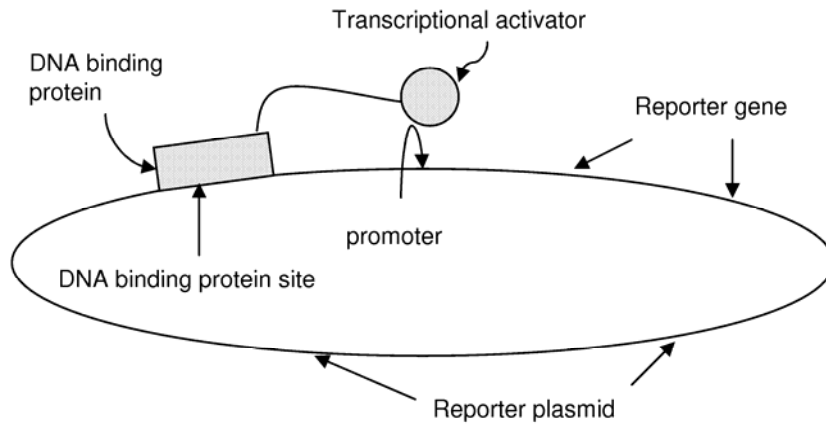 Transcriptional activator
DNA binding
protein
Reporter gene
promoter
DNA binding protein site
Reporter plasmid